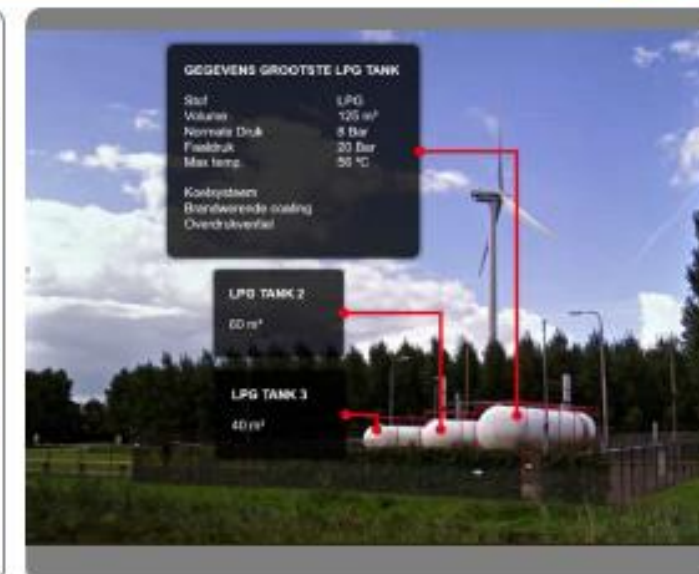 GEGEVENS GROOTSTE LPG TANK
Stof LPG
Volume 125 m³
Normale Druk 8 Bar
Faaldruk 20 Bar
Max temp. 56 °C
Koelsysteem
Brandwerende coating
Overdrukventiel
LPG TANK 2
60 m³
LPG TANK 3
40 m³